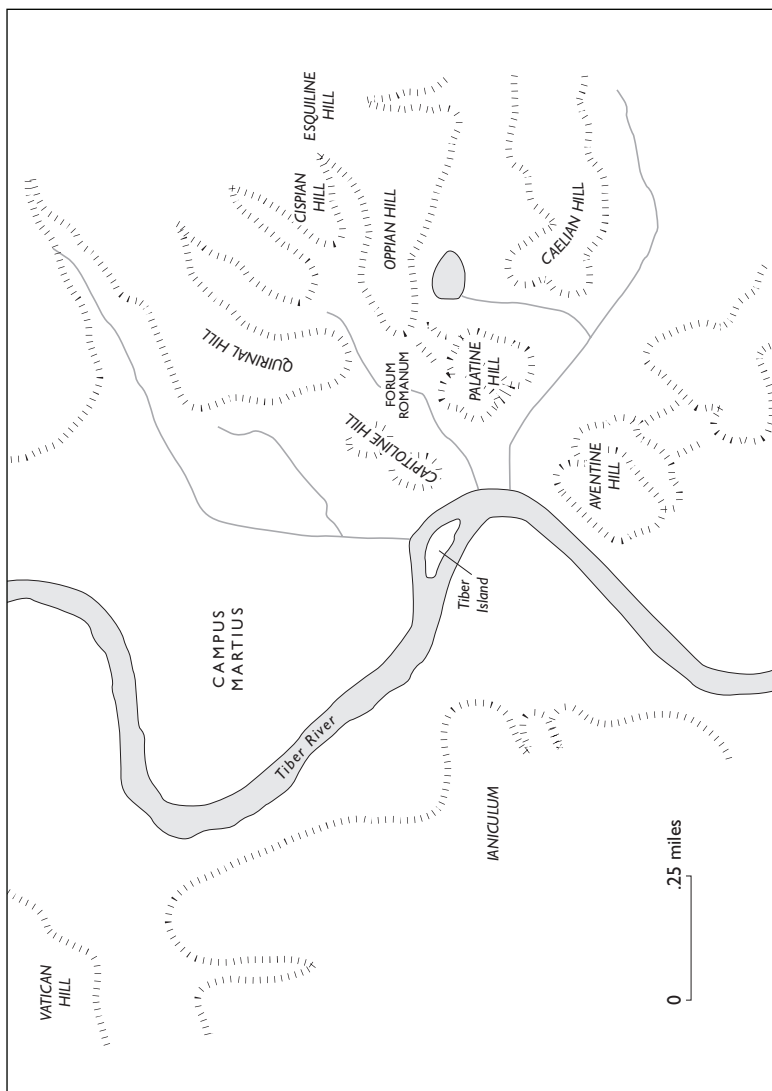 VATICAN
HILL
CAMPUS
MARTIUS
Tiber River
IANICULUM
0
.25 miles
Tiber
Island
QUIRINAL HILL
CAPITOLINE HILL
FORUM
ROMANUM
PALATINE
HILL
AVENTINE
HILL
CISPIAN
HILL
OPPIAN HILL
ESQUILINE
HILL
CAELIAN HILL